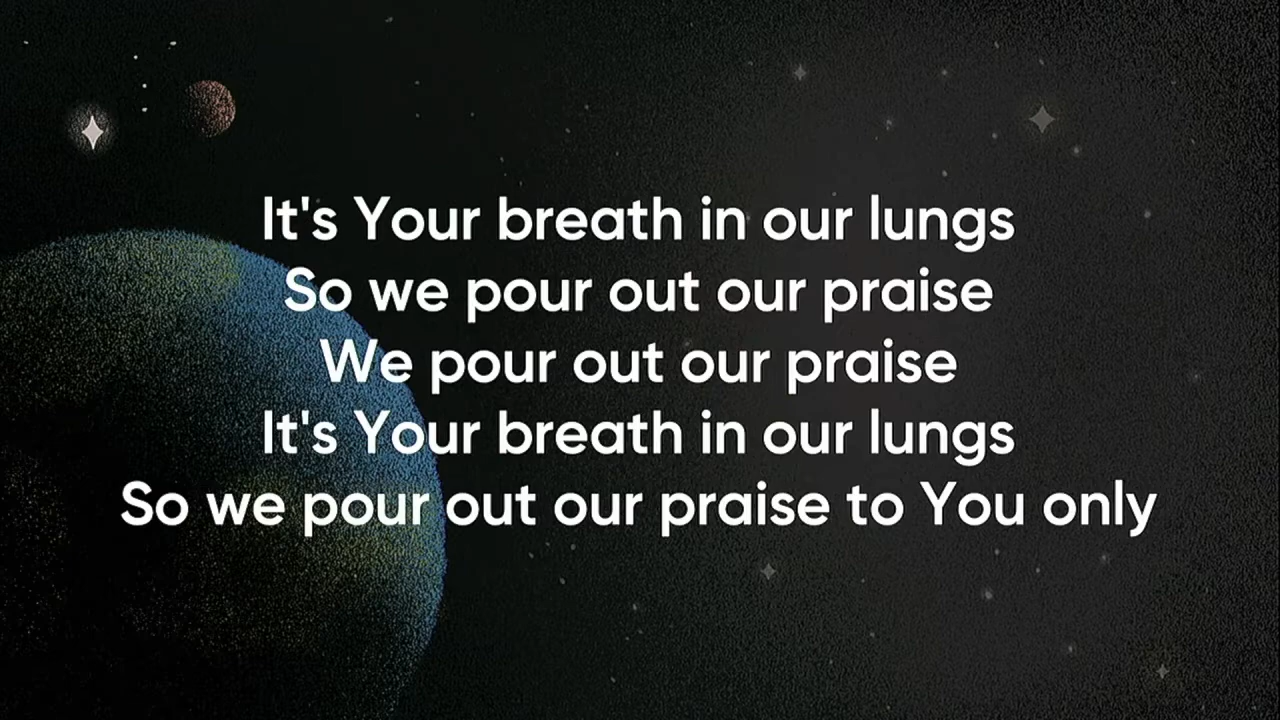 It's Your breath in our lungs
So we pour out our praise
We pour out our praise
It's Your breath in our lungs
So we pour out our praise to You only